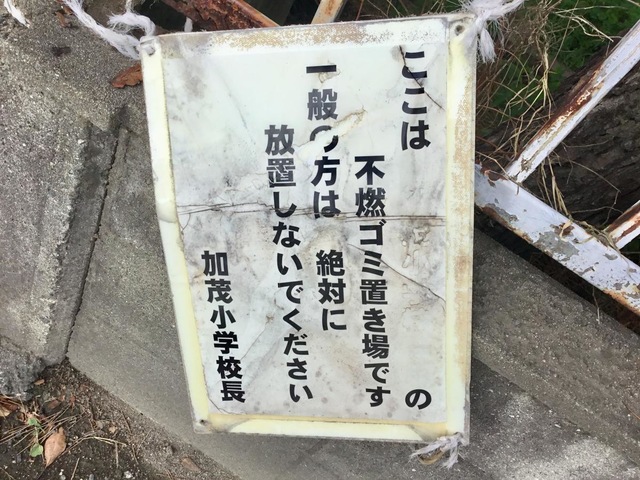 ここは の
不燃ゴミ置き場です
一般の方は 絶対に
放置しないでください
加茂小学校長